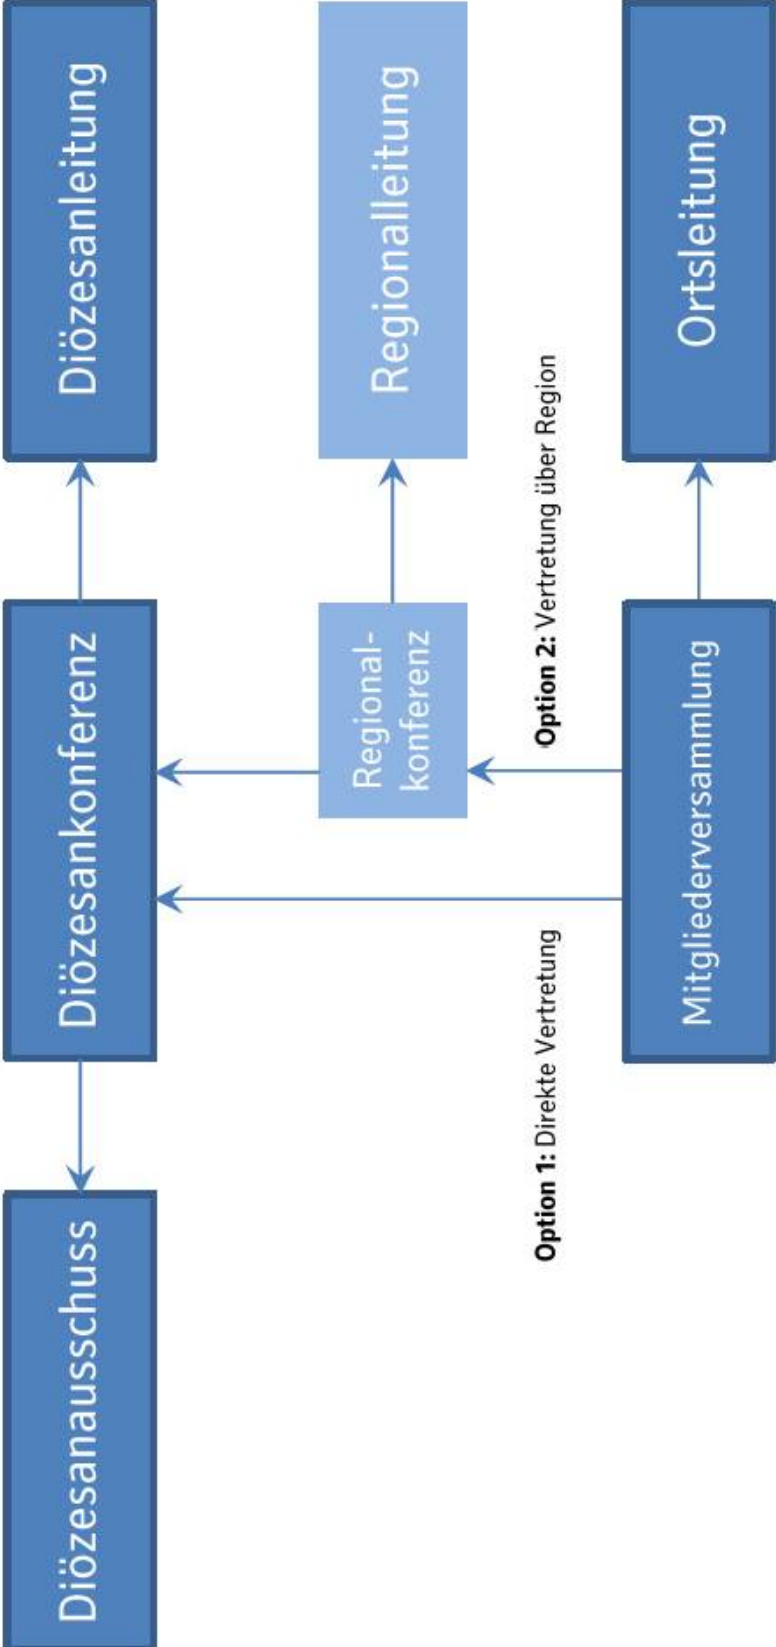 Diözesanausschuss
Diözesankonferenz
Diözesanleitung
Regional-
konferenz
Regionalleitung
Option 1: Direkte Vertretung
Option 2: Vertretung über Region
Mitgliederversammlung
Ortsleitung